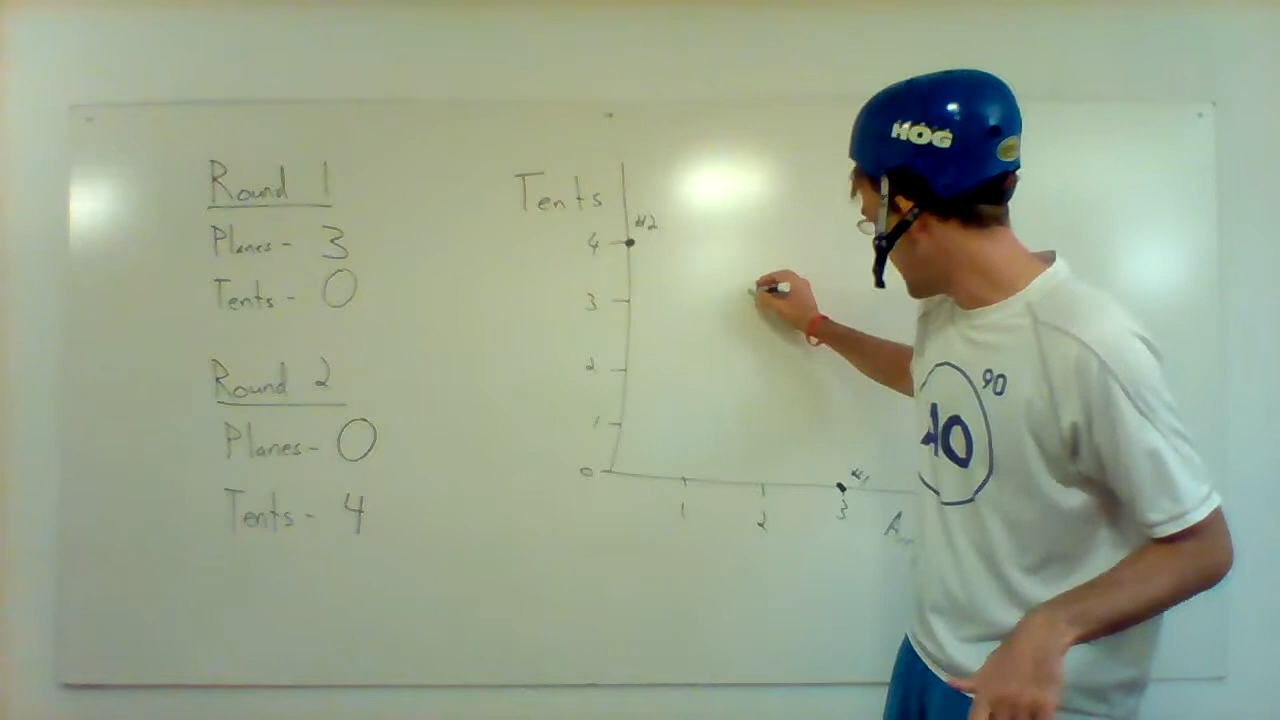 Round 1
Planes - 3
Tents - 0
Round 2
Planes - 0
Tents - 4
Tents
#2
4
3
2
1
0
1
2
3
#1
HOG
90
40